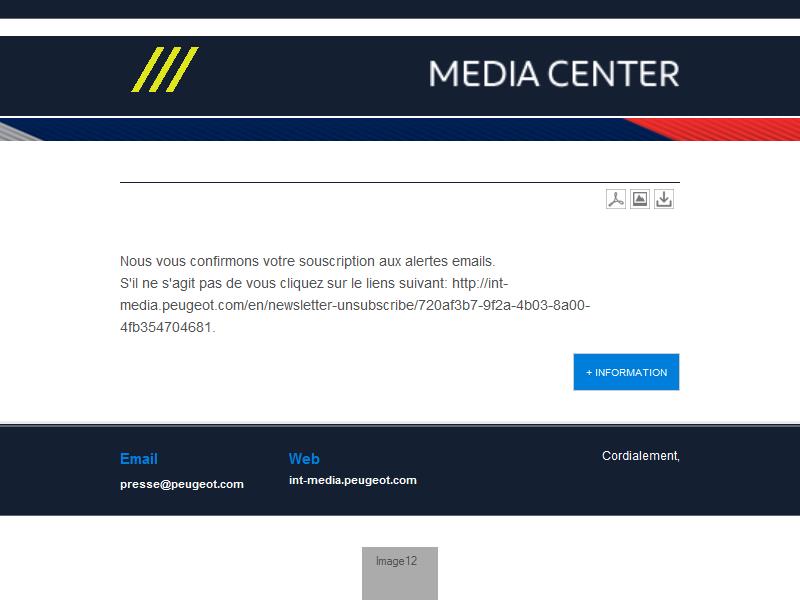 MEDIA CENTER
Nous vous confirmons votre souscription aux alertes emails.
S'il ne s'agit pas de vous cliquez sur le liens suivant: http://int-
media.peugeot.com/en/newsletter-unsubscribe/720af3b7-9f2a-4b03-8a00-
4fb354704681.
+ INFORMATION
Email
Web
Cordialement,
presse@peugeot.com
int-media.peugeot.com
Image12